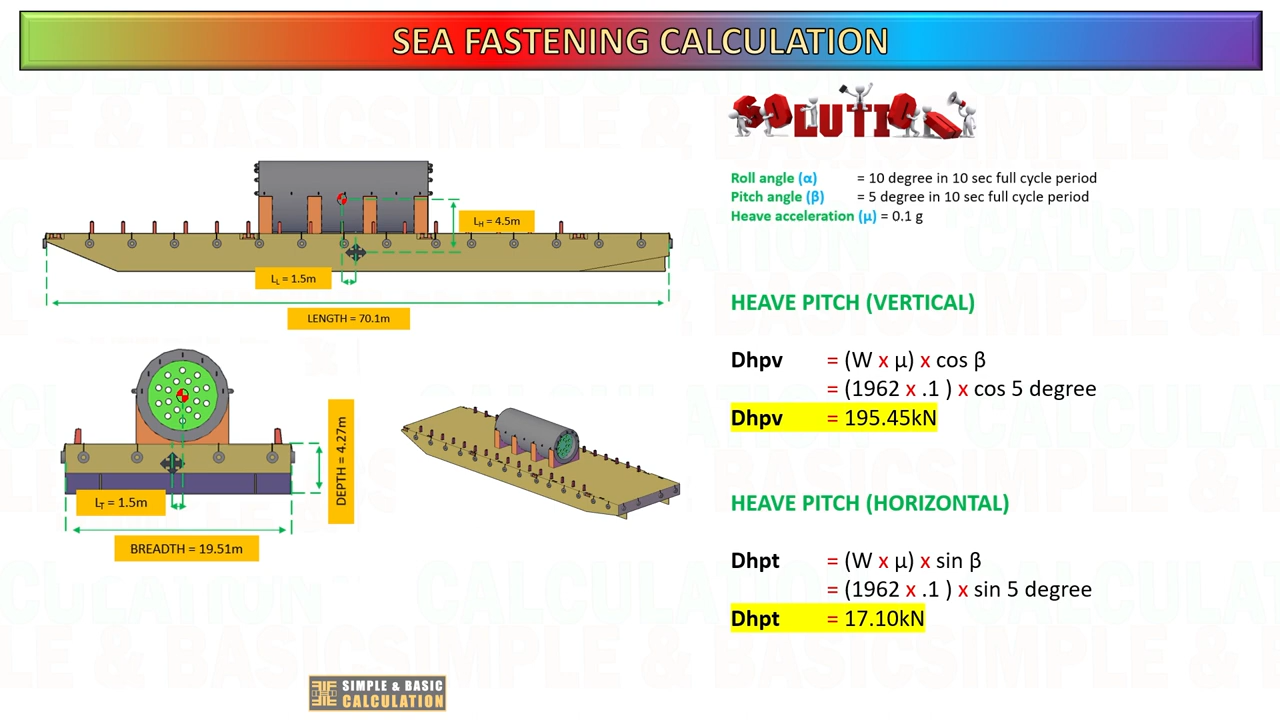 SEA FASTENING CALCULATION
SOLUTION
Roll angle (α) = 10 degree in 10 sec full cycle period
Pitch angle (β) = 5 degree in 10 sec full cycle period
Heave acceleration (μ) = 0.1 g
LH = 4.5m
LL = 1.5m
LENGTH = 70.1m
HEAVE PITCH (VERTICAL)
Dhpv = (W x μ) x cos β
= (1962 x .1 ) x cos 5 degree
Dhpv = 195.45kN
DEPTH = 4.27m
LT = 1.5m
BREADTH = 19.51m
HEAVE PITCH (HORIZONTAL)
Dhpt = (W x μ) x sin β
= (1962 x .1 ) x sin 5 degree
Dhpt = 17.10kN
SIMPLE & BASIC
CALCULATION